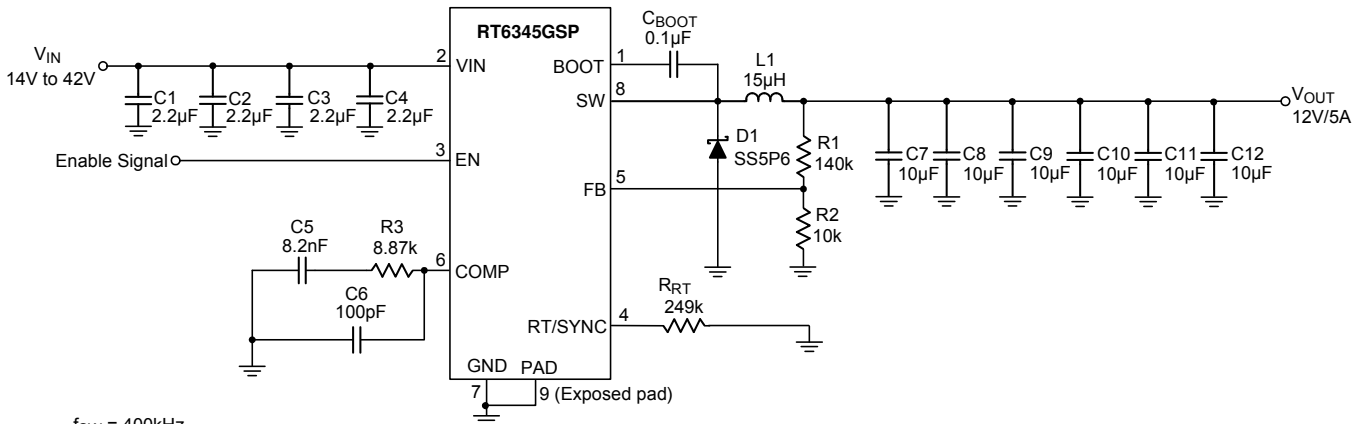 RT6345GSP
C_BOOT
0.1µF
V_IN
14V to 42V
2
VIN
BOOT
1
L1
15µH
C1
2.2µF
C2
2.2µF
C3
2.2µF
C4
2.2µF
SW
8
V_OUT
12V/5A
D1
SS5P6
R1
140k
C7
10µF
C8
10µF
C9
10µF
C10
10µF
C11
10µF
C12
10µF
Enable Signal
3
EN
FB
5
R2
10k
C5
8.2nF
R3
8.87k
6
COMP
C6
100pF
R_RT
249k
RT/SYNC
4
GND
PAD
7
9 (Exposed pad)